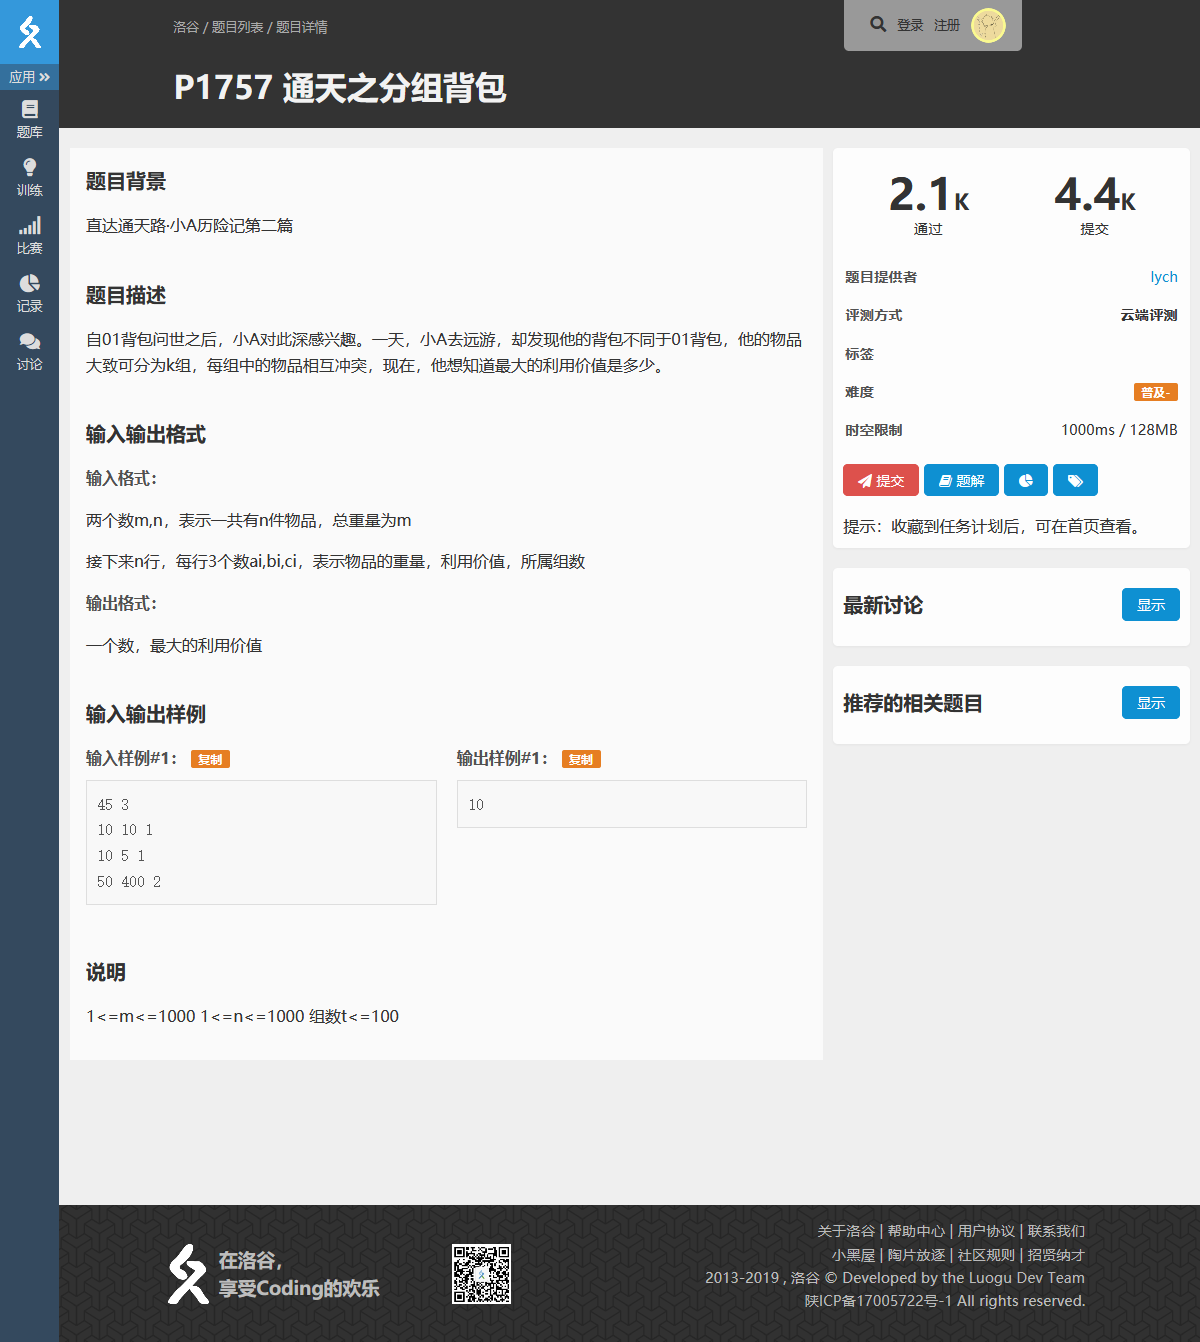 洛谷 / 题目列表 / 题目详情
登录 注册
P1757 通天之分组背包
应用
题库
训练
比赛
记录
讨论
题目背景
直达通天路·小A历险记第二篇
题目描述
自01背包问世之后，小A对此深感兴趣。一天，小A去远游，却发现他的背包不同于01背包，他的物品
大致可分为k组，每组中的物品相互冲突，现在，他想知道最大的利用价值是多少。
输入输出格式
输入格式：
两个数m,n，表示一共有n件物品，总重量为m
接下来n行，每行3个数ai,bi,ci，表示物品的重量，利用价值，所属组数
输出格式：
一个数，最大的利用价值
输入输出样例
输入样例#1： 复制
45 3
10 10 1
10 5 1
50 400 2
输出样例#1： 复制
10
说明
1<=m<=1000 1<=n<=1000 组数t<=100
2.1K 4.4K
通过 提交
题目提供者 lych
评测方式 云端评测
标签
难度 普及-
时空限制 1000ms / 128MB
提交 题解
提示：收藏到任务计划后，可在首页查看。
最新讨论 显示
推荐的相关题目 显示
在洛谷，
享受Coding的欢乐
关于洛谷 | 帮助中心 | 用户协议 | 联系我们
小黑屋 | 陶片放逐 | 社区规则 | 招贤纳才
2013-2019 , 洛谷 © Developed by the Luogu Dev Team
陕ICP备17005722号-1 All rights reserved.